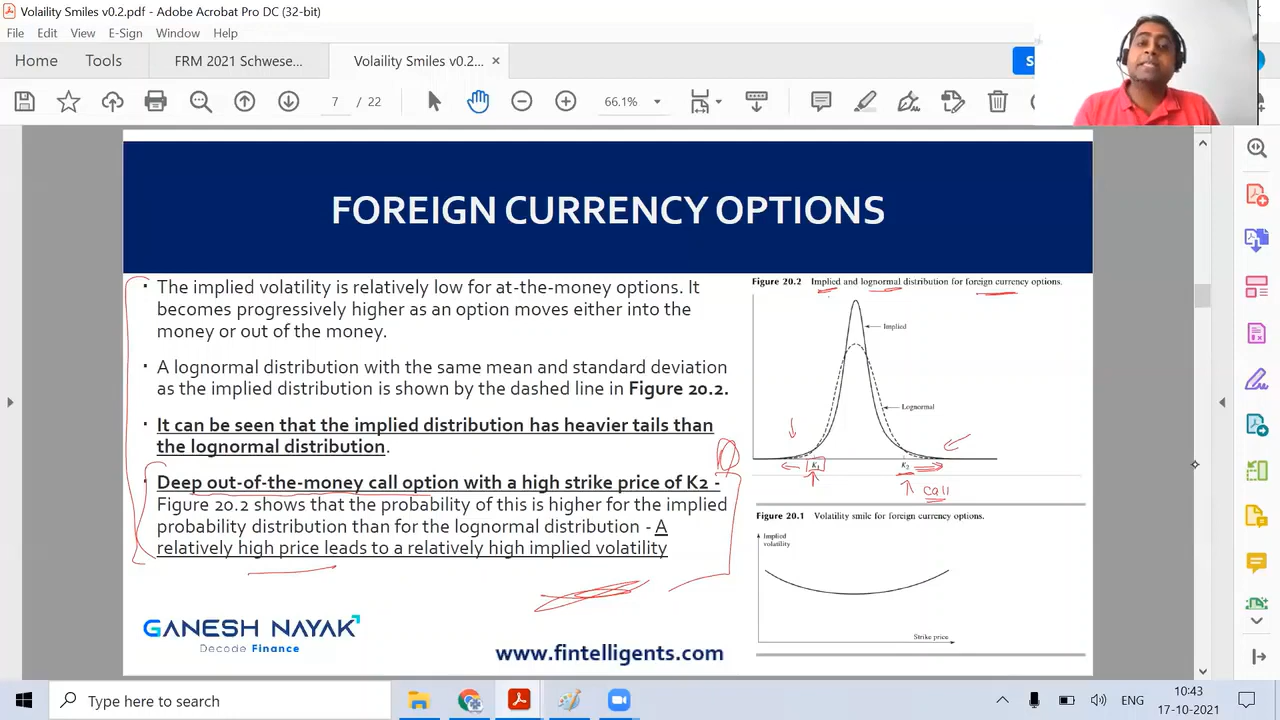 Volaility Smiles v0.2.pdf - Adobe Acrobat Pro DC (32-bit)
File Edit View E-Sign Window Help
Home Tools FRM 2021 Schwese... Volaility Smiles v0.2... ×
7 / 22 66.1%
FOREIGN CURRENCY OPTIONS
· The implied volatility is relatively low for at-the-money options. It
becomes progressively higher as an option moves either into the
money or out of the money.
· A lognormal distribution with the same mean and standard deviation
as the implied distribution is shown by the dashed line in Figure 20.2.
· It can be seen that the implied distribution has heavier tails than
the lognormal distribution.
· Deep out-of-the-money call option with a high strike price of K2 -
Figure 20.2 shows that the probability of this is higher for the implied
probability distribution than for the lognormal distribution - A
relatively high price leads to a relatively high implied volatility
Figure 20.2 Implied and lognormal distribution for foreign currency options.
Implied
Lognormal
K1 K2
call
Figure 20.1 Volatility smile for foreign currency options.
Implied
volatility
Strike price
GANESH NAYAK
Decode Finance
www.fintelligents.com
Type here to search
ENG
10:43
17-10-2021